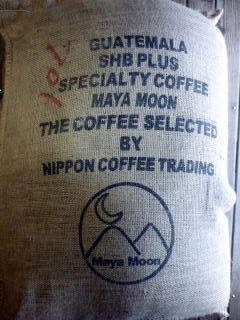 GUATEMALA
SHB PLUS
SPECIALTY COFFEE
MAYA MOON
THE COFFEE SELECTED
BY
NIPPON COFFEE TRADING
Maya Moon